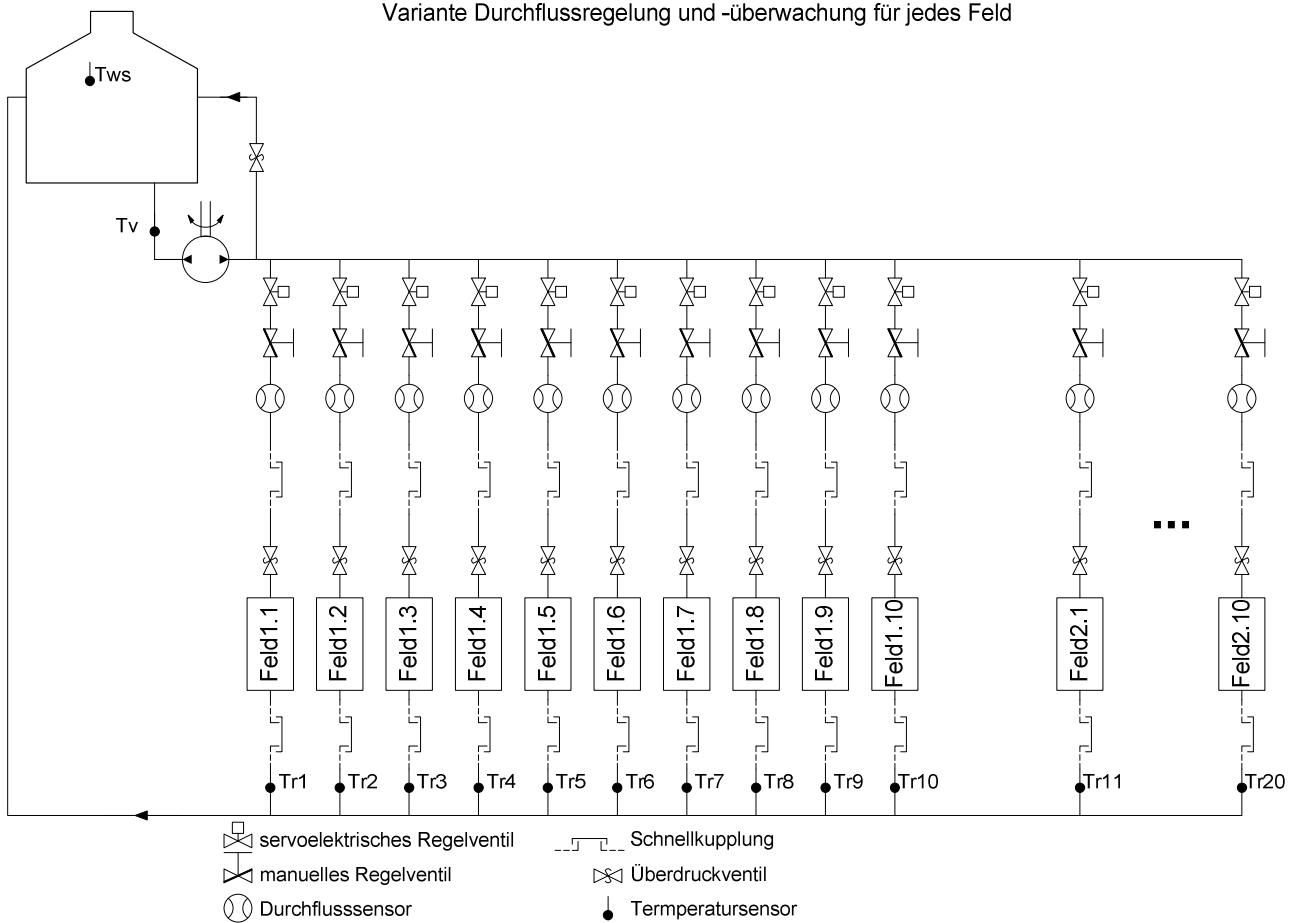 Variante Durchflussregelung und -überwachung für jedes Feld
Tws
Tv
Feld1.1
Feld1.2
Feld1.3
Feld1.4
Feld1.5
Feld1.6
Feld1.7
Feld1.8
Feld1.9
Feld1.10
...
Feld2.1
Feld2.10
Tr1
Tr2
Tr3
Tr4
Tr5
Tr6
Tr7
Tr8
Tr9
Tr10
Tr11
Tr20
servoelektrisches Regelventil
Schnellkupplung
manuelles Regelventil
Überdruckventil
Durchflusssensor
Termperatursensor